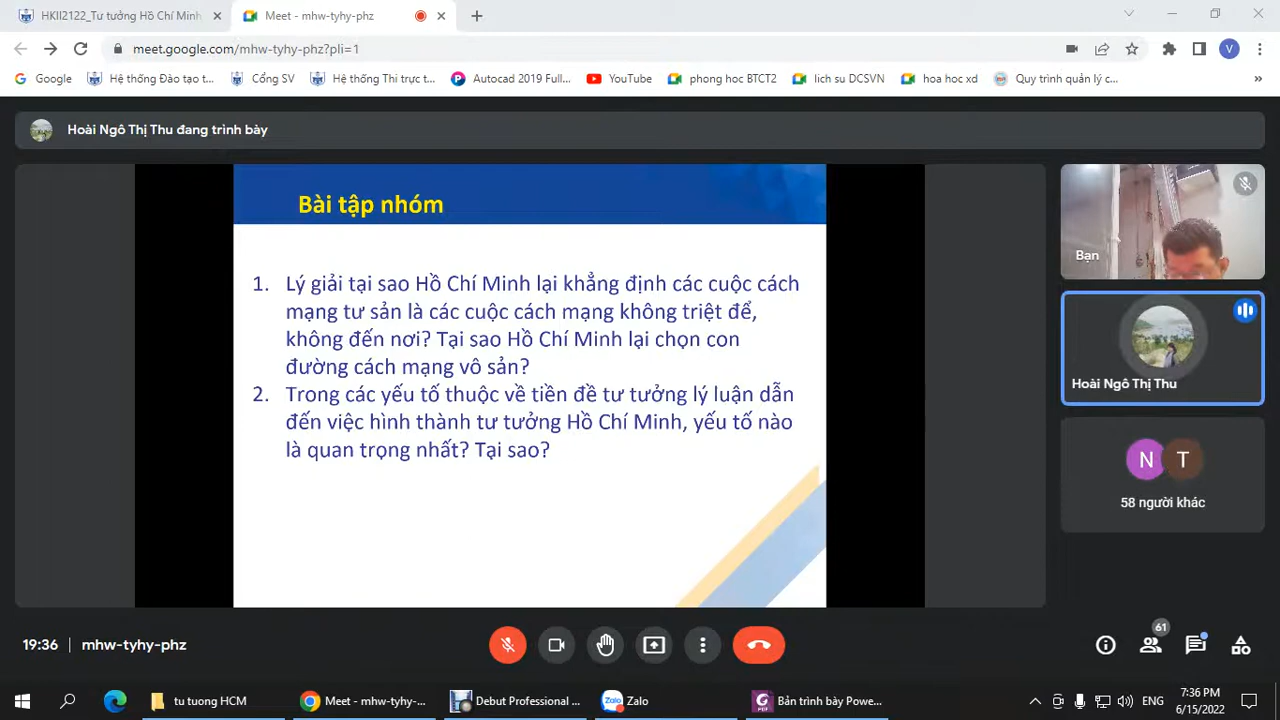 HKII2122_Tư tưởng Hồ Chí Minh
Meet - mhw-tyhy-phz
meet.google.com/mhw-tyhy-phz?pli=1
V
Google
Hệ thống Đào tạo t...
Cổng SV
Hệ thống Thi trực t...
Autocad 2019 Full...
YouTube
phong hoc BTCT2
lich su DCSVN
hoa hoc xd
Quy trình quản lý c...
»
Hoài Ngô Thị Thu đang trình bày
Bài tập nhóm
1. Lý giải tại sao Hồ Chí Minh lại khẳng định các cuộc cách
mạng tư sản là các cuộc cách mạng không triệt để,
không đến nơi? Tại sao Hồ Chí Minh lại chọn con
đường cách mạng vô sản?
2. Trong các yếu tố thuộc về tiền đề tư tưởng lý luận dẫn
đến việc hình thành tư tưởng Hồ Chí Minh, yếu tố nào
là quan trọng nhất? Tại sao?
Bạn
Hoài Ngô Thị Thu
N T
58 người khác
19:36 | mhw-tyhy-phz
61
tu tuong HCM
Meet - mhw-tyhy-p...
Debut Professional ...
Zalo
Bản trình bày Powe...
ENG
7:36 PM
6/15/2022